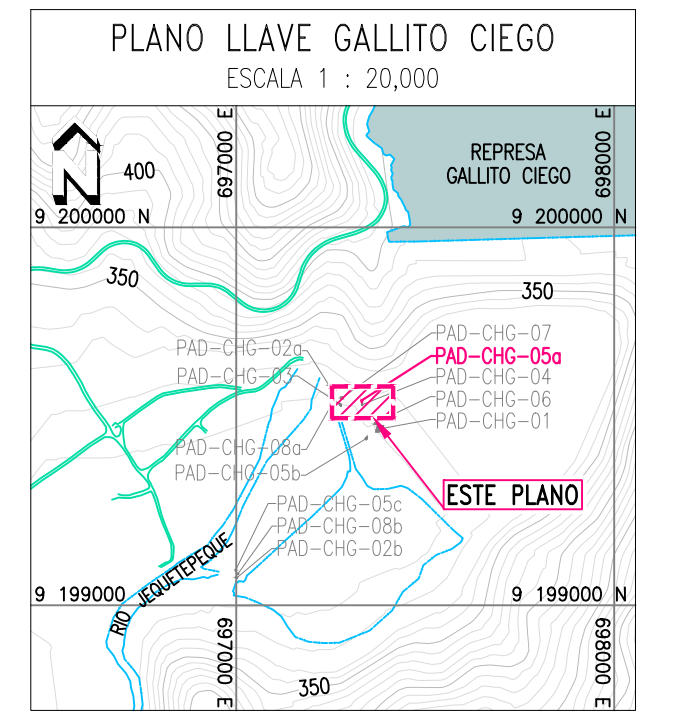 PLANO LLAVE GALLITO CIEGO
ESCALA 1 : 20,000
697000 E
698000 E
REPRESA
GALLITO CIEGO
N
400
9 200000 N
9 200000 N
350
350
PAD-CHG-02a
PAD-CHG-03
PAD-CHG-07
PAD-CHG-05a
PAD-CHG-04
PAD-CHG-06
PAD-CHG-01
PAD-CHG-08a
PAD-CHG-05b
ESTE PLANO
PAD-CHG-05c
PAD-CHG-08b
PAD-CHG-02b
RIO JEQUETEPEQUE
9 199000 N
9 199000 N
697000 E
698000 E
350